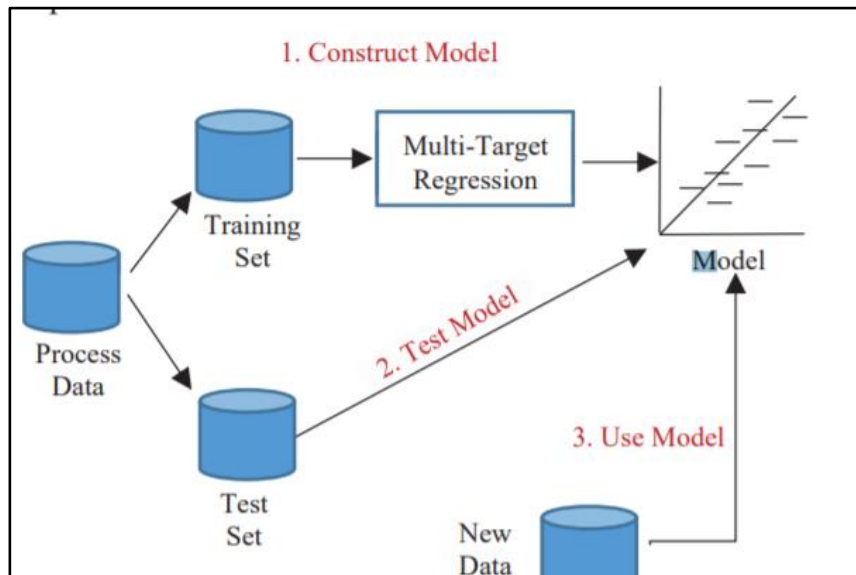 1. Construct Model
Multi-Target
Regression
Training
Set
Model
Process
Data
2. Test Model
Test
Set
3. Use Model
New
Data